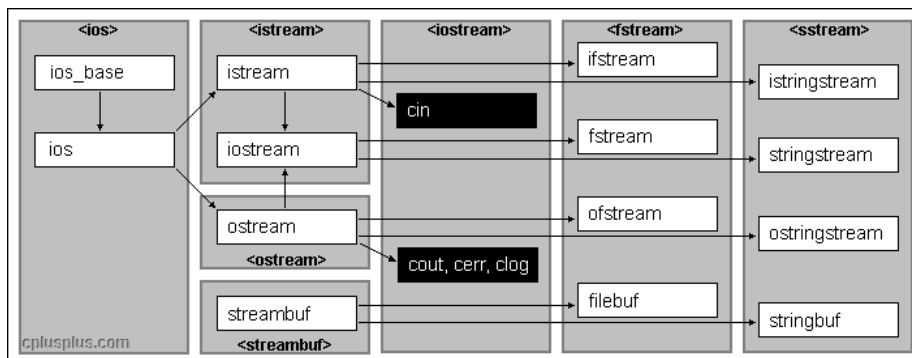 <ios>
ios_base
ios
<istream>
istream
iostream
ostream
<ostream>
streambuf
<streambuf>
<iostream>
cin
cout, cerr, clog
<fstream>
ifstream
fstream
ofstream
filebuf
<sstream>
istringstream
stringstream
ostringstream
stringbuf
cplusplus.com